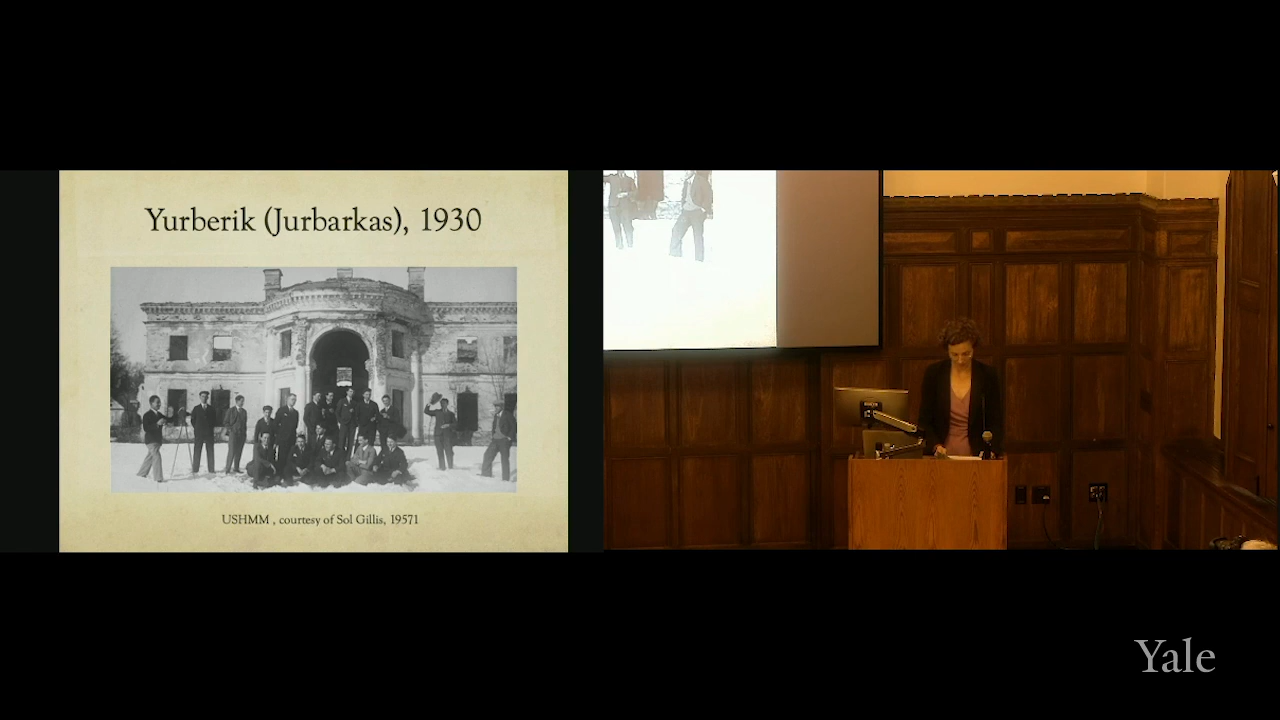 Yurberik (Jurbarkas), 1930
USHMM , courtesy of Sol Gillis, 19571
Yale